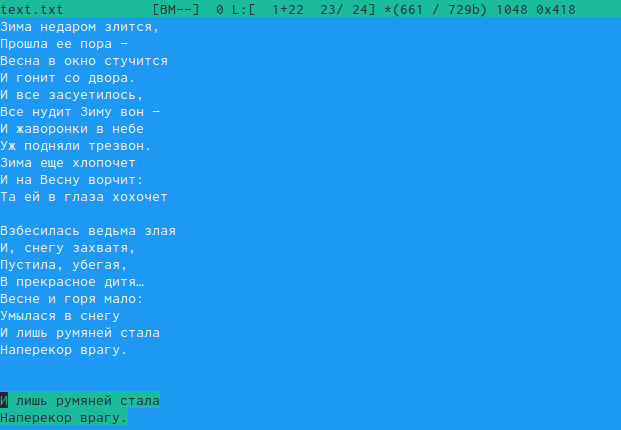 text.txt [BM--] 0 L:[ 1+22 23/ 24] *(661 / 729b) 1048 0x418
Зима недаром злится,
Прошла ее пора –
Весна в окно стучится
И гонит со двора.
И все засуетилось,
Все нудит Зиму вон –
И жаворонки в небе
Уж подняли трезвон.
Зима еще хлопочет
И на Весну ворчит:
Та ей в глаза хохочет

Взбесилась ведьма злая
И, снегу захватя,
Пустила, убегая,
В прекрасное дитя…
Весне и горя мало:
Умылася в снегу
И лишь румяней стала
Наперекор врагу.

И лишь румяней стала
Наперекор врагу.